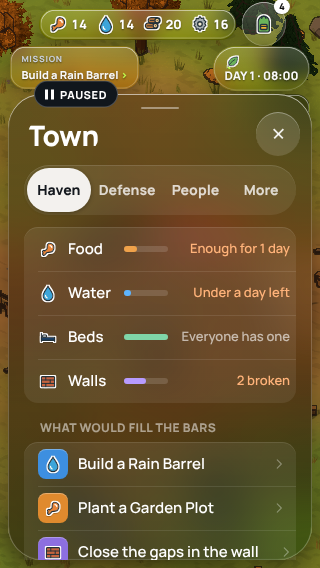 14 14 20 16 4
MISSION
Build a Rain Barrel ›
DAY 1 · 08:00
PAUSED
Town
Haven Defense People More
Food Enough for 1 day
Water Under a day left
Beds Everyone has one
Walls 2 broken
WHAT WOULD FILL THE BARS
Build a Rain Barrel
Plant a Garden Plot
Close the gaps in the wall